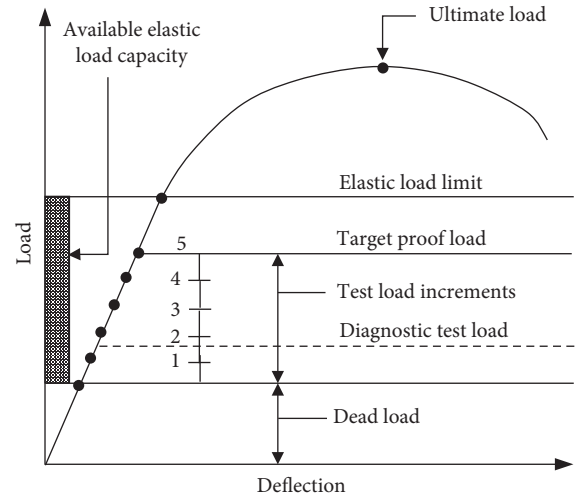 Ultimate load
Available elastic
load capacity
Elastic load limit
Target proof load
5
4
Test load increments
3
Diagnostic test load
2
1
Dead load
Load
Deflection